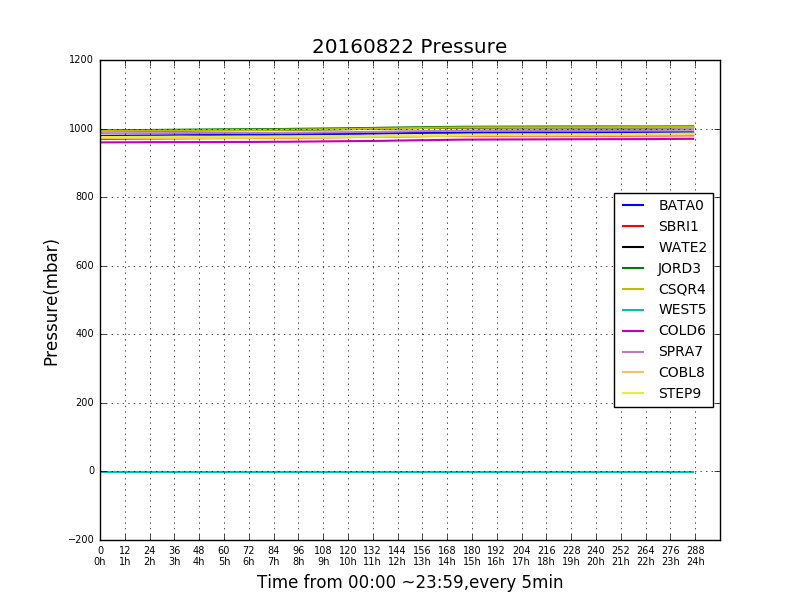 20160822 Pressure
1200
1000
800
600
400
200
0
−200
Pressure(mbar)
BATA0
SBRI1
WATE2
JORD3
CSQR4
WEST5
COLD6
SPRA7
COBL8
STEP9
0 12 24 36 48 60 72 84 96 108 120 132 144 156 168 180 192 204 216 228 240 252 264 276 288
0h 1h 2h 3h 4h 5h 6h 7h 8h 9h 10h 11h 12h 13h 14h 15h 16h 17h 18h 19h 20h 21h 22h 23h 24h
Time from 00:00 ~23:59,every 5min